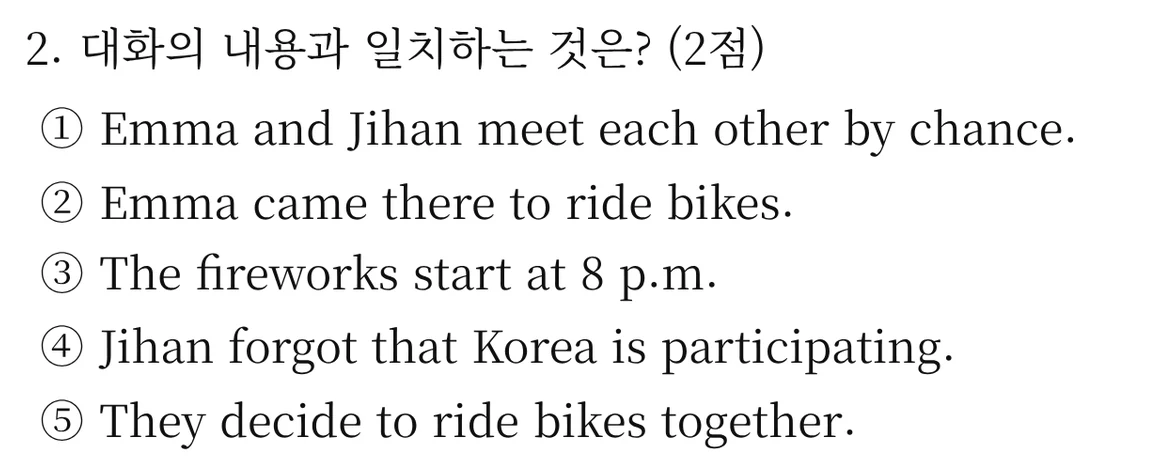 2. 대화의 내용과 일치하는 것은? (2점)
① Emma and Jihan meet each other by chance.
② Emma came there to ride bikes.
③ The fireworks start at 8 p.m.
④ Jihan forgot that Korea is participating.
⑤ They decide to ride bikes together.